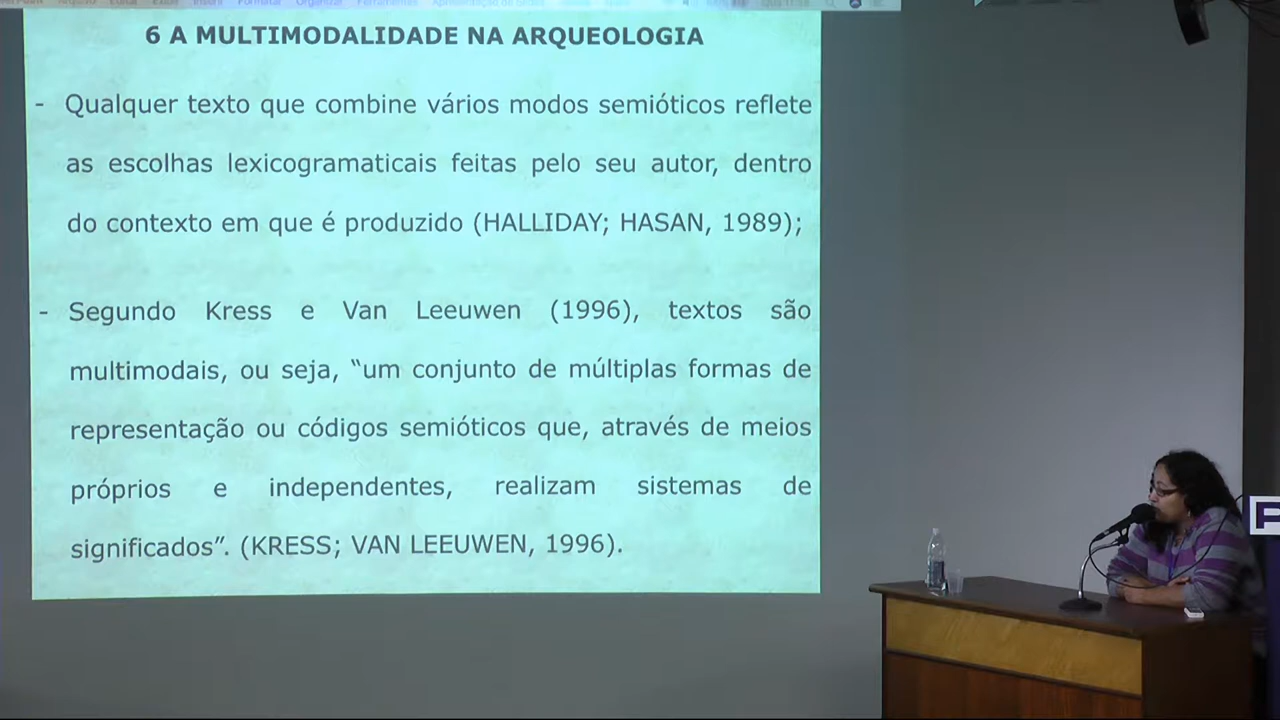 6 A MULTIMODALIDADE NA ARQUEOLOGIA
- Qualquer texto que combine vários modos semióticos reflete
as escolhas lexicogramaticais feitas pelo seu autor, dentro
do contexto em que é produzido (HALLIDAY; HASAN, 1989);
- Segundo Kress e Van Leeuwen (1996), textos são
multimodais, ou seja, “um conjunto de múltiplas formas de
representação ou códigos semióticos que, através de meios
próprios e independentes, realizam sistemas de
significados”. (KRESS; VAN LEEUWEN, 1996).